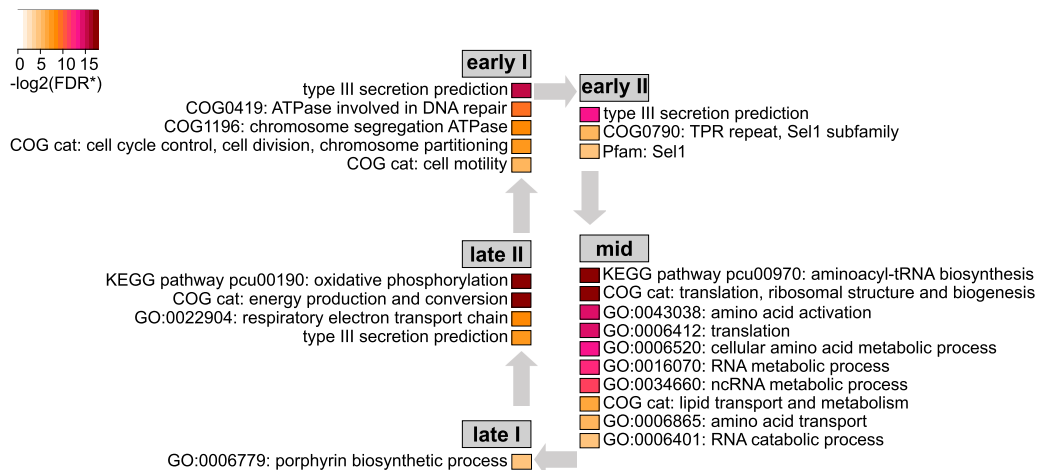 0 5 10 15
-log2(FDR*)
early I
type III secretion prediction
COG0419: ATPase involved in DNA repair
COG1196: chromosome segregation ATPase
COG cat: cell cycle control, cell division, chromosome partitioning
COG cat: cell motility
early II
type III secretion prediction
COG0790: TPR repeat, Sel1 subfamily
Pfam: Sel1
mid
KEGG pathway pcu00970: aminoacyl-tRNA biosynthesis
COG cat: translation, ribosomal structure and biogenesis
GO:0043038: amino acid activation
GO:0006412: translation
GO:0006520: cellular amino acid metabolic process
GO:0016070: RNA metabolic process
GO:0034660: ncRNA metabolic process
COG cat: lipid transport and metabolism
GO:0006865: amino acid transport
GO:0006401: RNA catabolic process
late I
GO:0006779: porphyrin biosynthetic process
late II
KEGG pathway pcu00190: oxidative phosphorylation
COG cat: energy production and conversion
GO:0022904: respiratory electron transport chain
type III secretion prediction